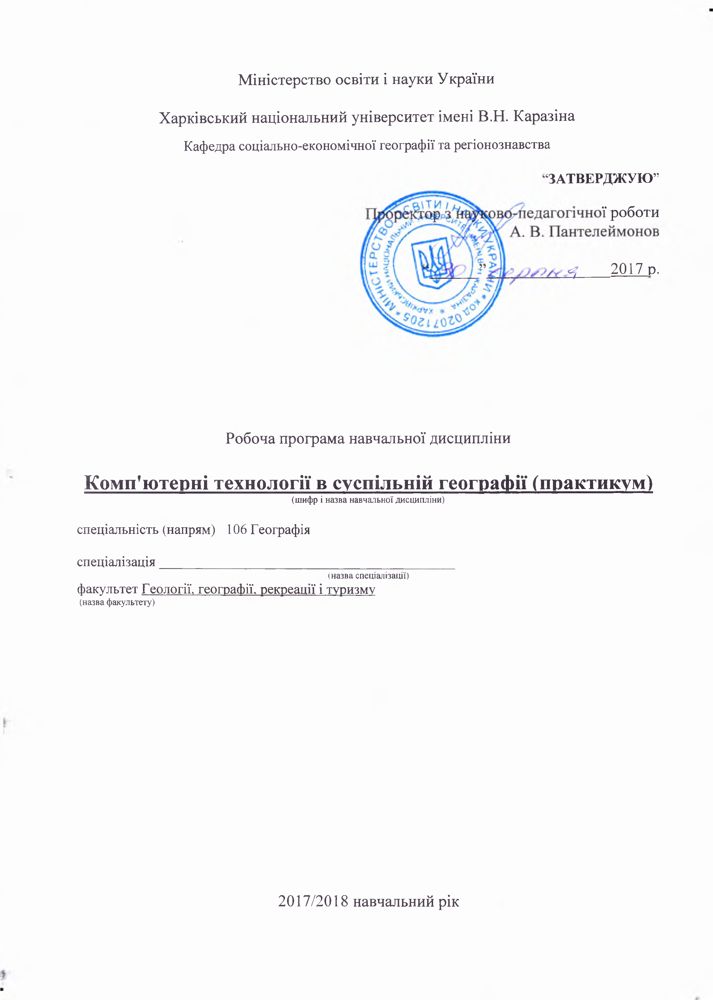 Міністерство освіти і науки України
Харківський національний університет імені В.Н. Каразіна
Кафедра соціально-економічної географії та регіонознавства
“ЗАТВЕРДЖУЮ”
Проректор з науково-педагогічної роботи
А. В. Пантелеймонов
“ ” серпня 2017 р.
МІНІСТЕРСТВО ОСВІТИ І НАУКИ УКРАЇНИ * КОД 02071205 *
ХАРКІВСЬКИЙ НАЦІОНАЛЬНИЙ УНІВЕРСИТЕТ ІМЕНІ В.Н. КАРАЗІНА *
Робоча програма навчальної дисципліни
Комп'ютерні технології в суспільній географії (практикум)
(шифр і назва навчальної дисципліни)
спеціальність (напрям) 106 Географія
спеціалізація
(назва спеціалізації)
факультет Геології, географії, рекреації і туризму
(назва факультету)
2017/2018 навчальний рік